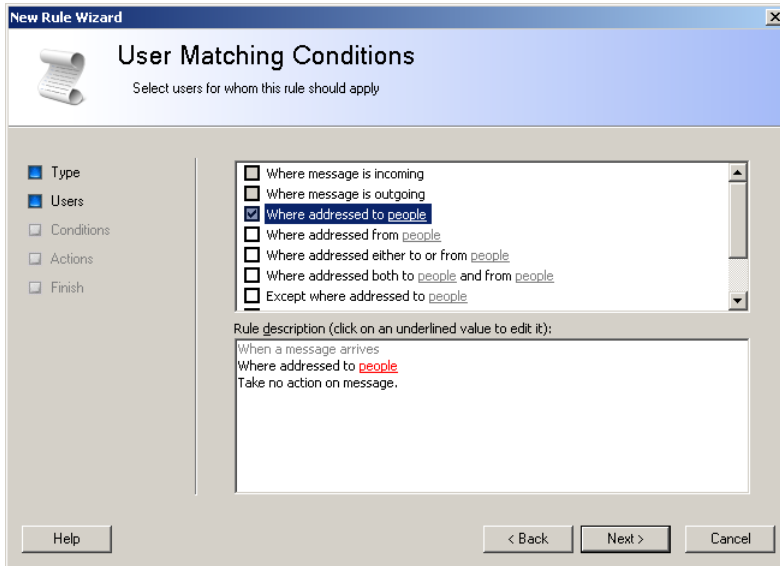 New Rule Wizard
User Matching Conditions
Select users for whom this rule should apply
Type
Users
Conditions
Actions
Finish
Where message is incoming
Where message is outgoing
Where addressed to people
Where addressed from people
Where addressed either to or from people
Where addressed both to people and from people
Except where addressed to people
Rule description (click on an underlined value to edit it):
When a message arrives
Where addressed to people
Take no action on message.
Help
< Back
Next >
Cancel